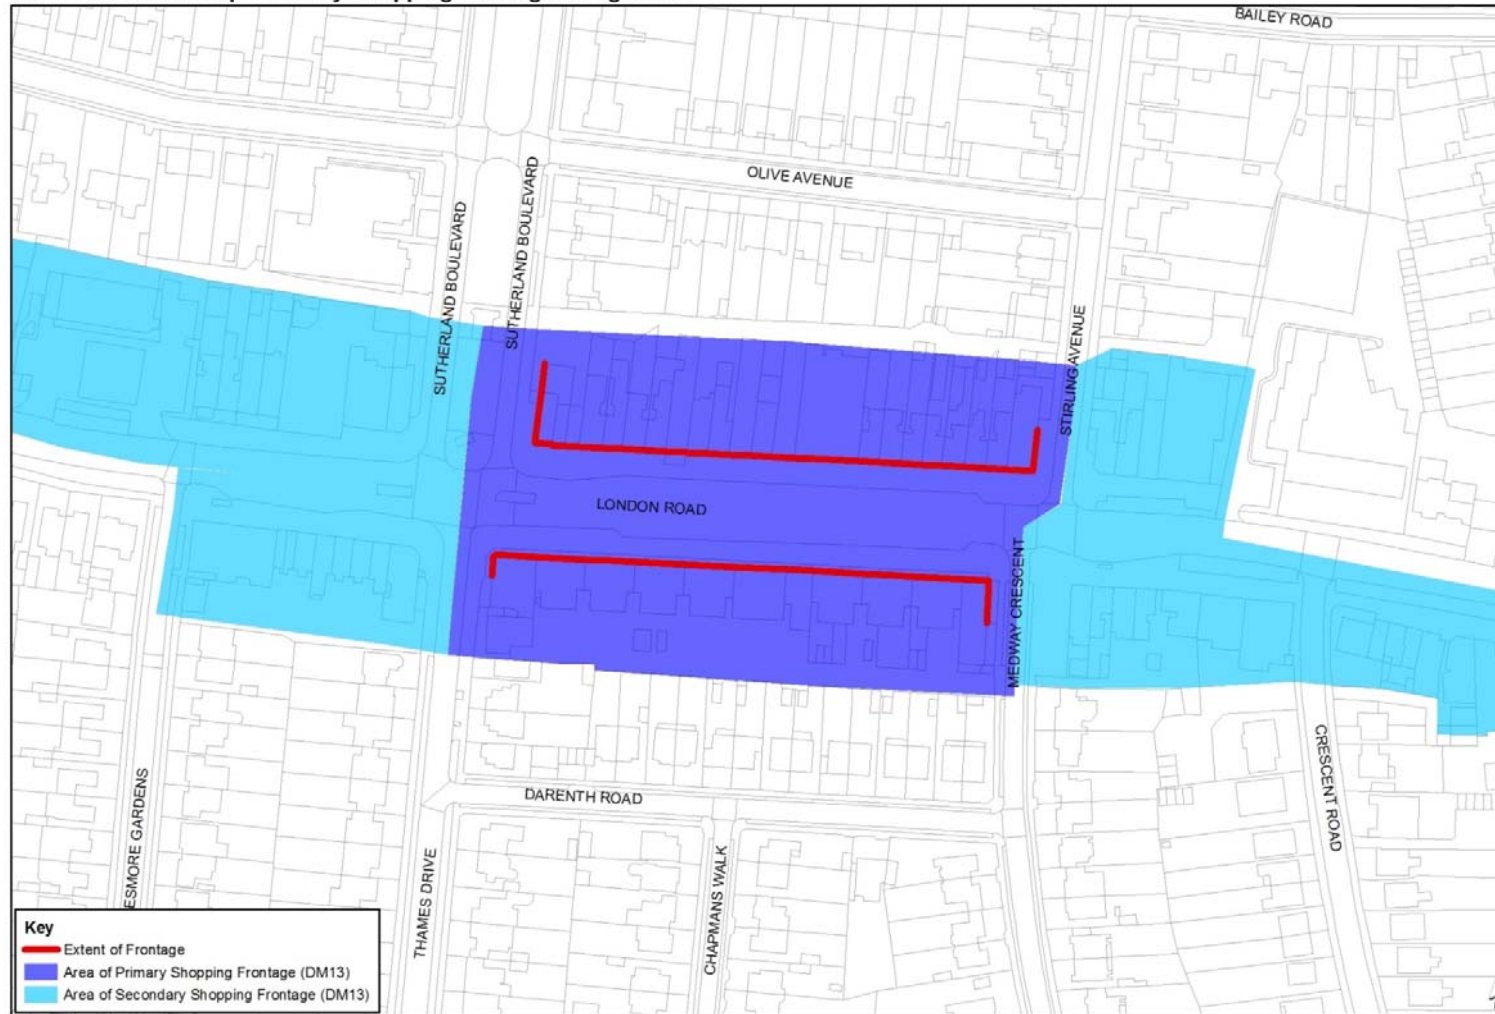 BAILEY ROAD
OLIVE AVENUE
SUTHERLAND BOULEVARD
SUTHERLAND BOULEVARD
STIRLING AVENUE
LONDON ROAD
MEDWAY CRESCENT
CRESCENT ROAD
DARENTH ROAD
ESMORE GARDENS
THAMES DRIVE
CHAPMANS WALK
Key
Extent of Frontage
Area of Primary Shopping Frontage (DM13)
Area of Secondary Shopping Frontage (DM13)